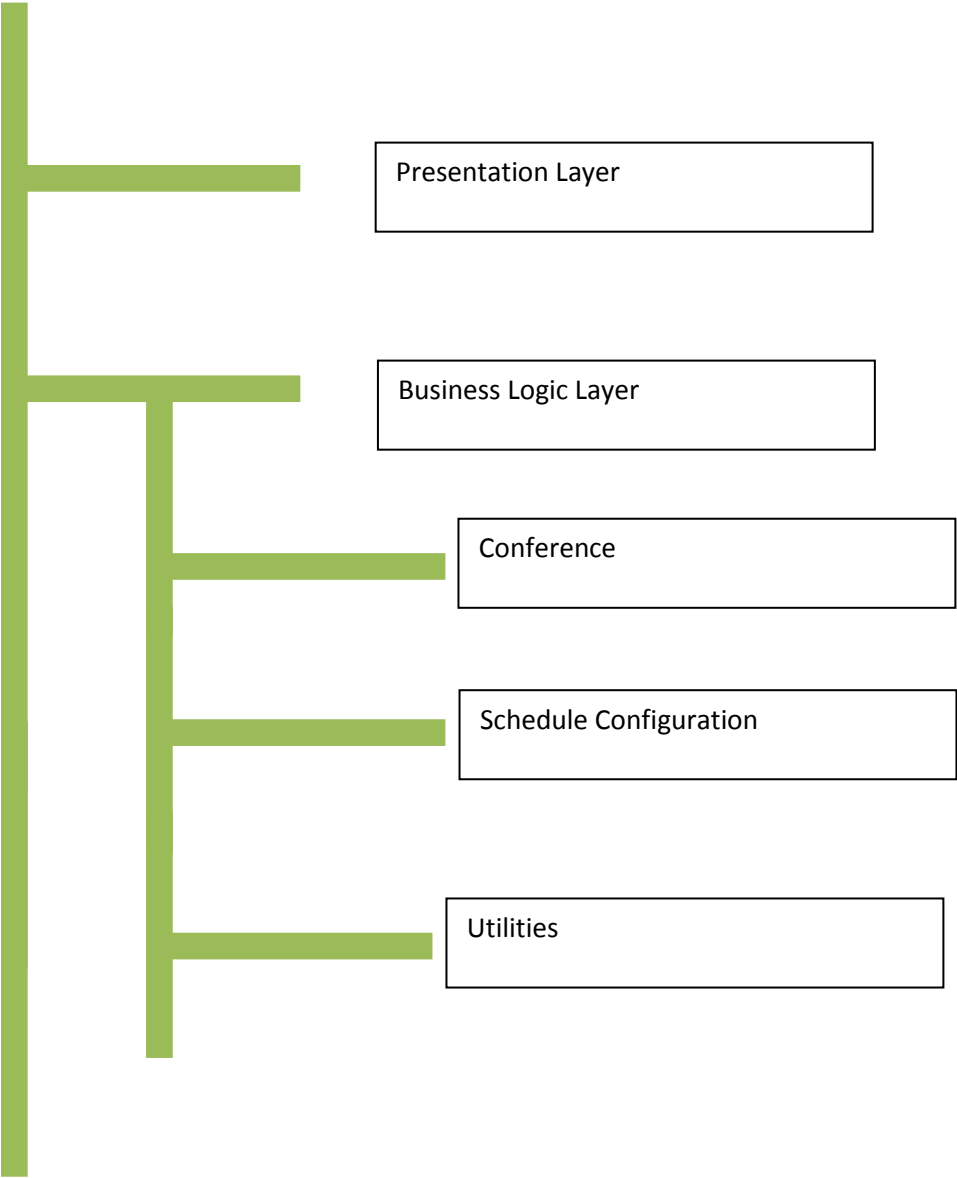 Presentation Layer
Business Logic Layer
Conference
Schedule Configuration
Utilities